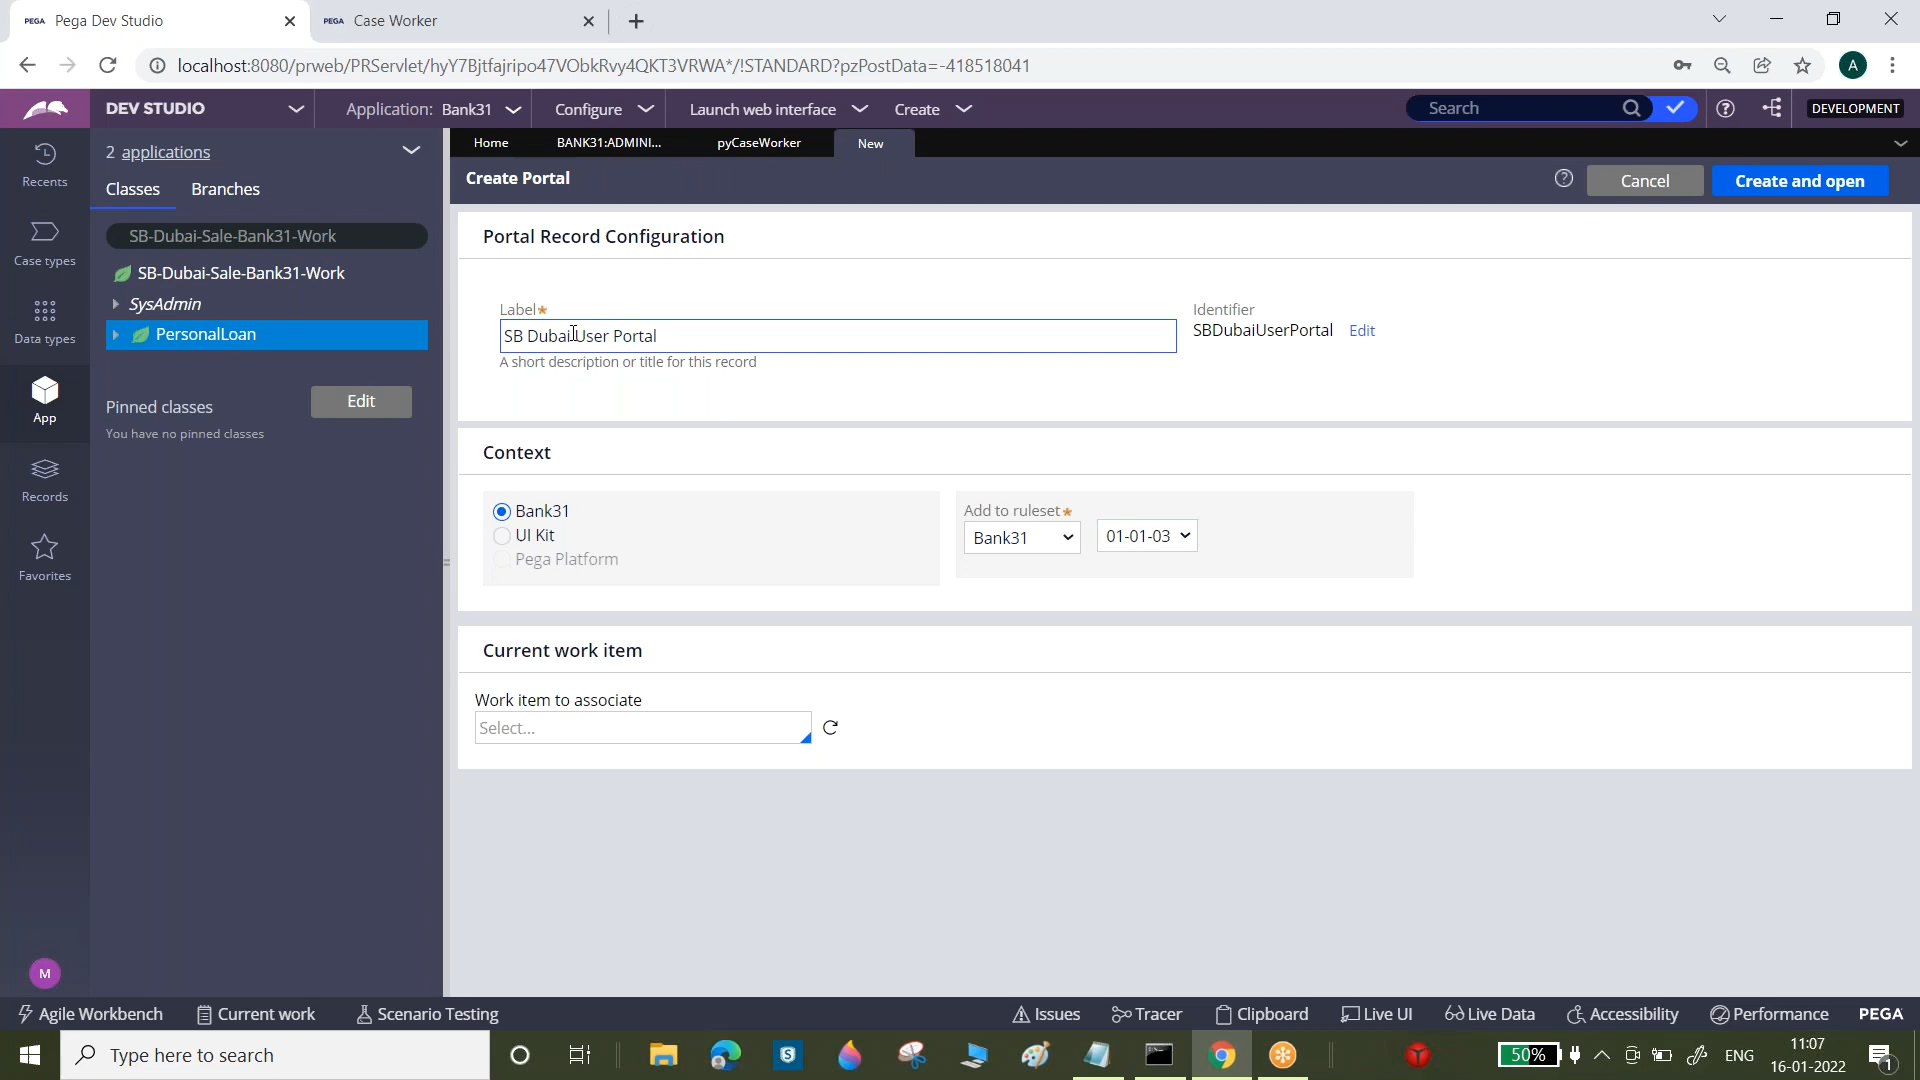 PEGA Pega Dev Studio
PEGA Case Worker
localhost:8080/prweb/PRServlet/hyY7Bjtfajripo47VObkRvy4QKT3VRWA*/!STANDARD?pzPostData=-418518041
A
DEV STUDIO
Application: Bank31
Configure
Launch web interface
Create
Search
DEVELOPMENT
Recents
Case types
Data types
App
Records
Favorites
M
2 applications
Classes
Branches
SB-Dubai-Sale-Bank31-Work
SB-Dubai-Sale-Bank31-Work
SysAdmin
PersonalLoan
Pinned classes
Edit
You have no pinned classes
Home
BANK31:ADMINI...
pyCaseWorker
New
Create Portal
Cancel
Create and open
Portal Record Configuration
Label*
SB Dubai User Portal
A short description or title for this record
Identifier
SBDubaiUserPortal Edit
Context
Bank31
UI Kit
Pega Platform
Add to ruleset*
Bank31
01-01-03
Current work item
Work item to associate
Select...
Agile Workbench
Current work
Scenario Testing
Issues
Tracer
Clipboard
Live UI
Live Data
Accessibility
Performance
PEGA
Type here to search
50%
ENG
11:07
16-01-2022
1